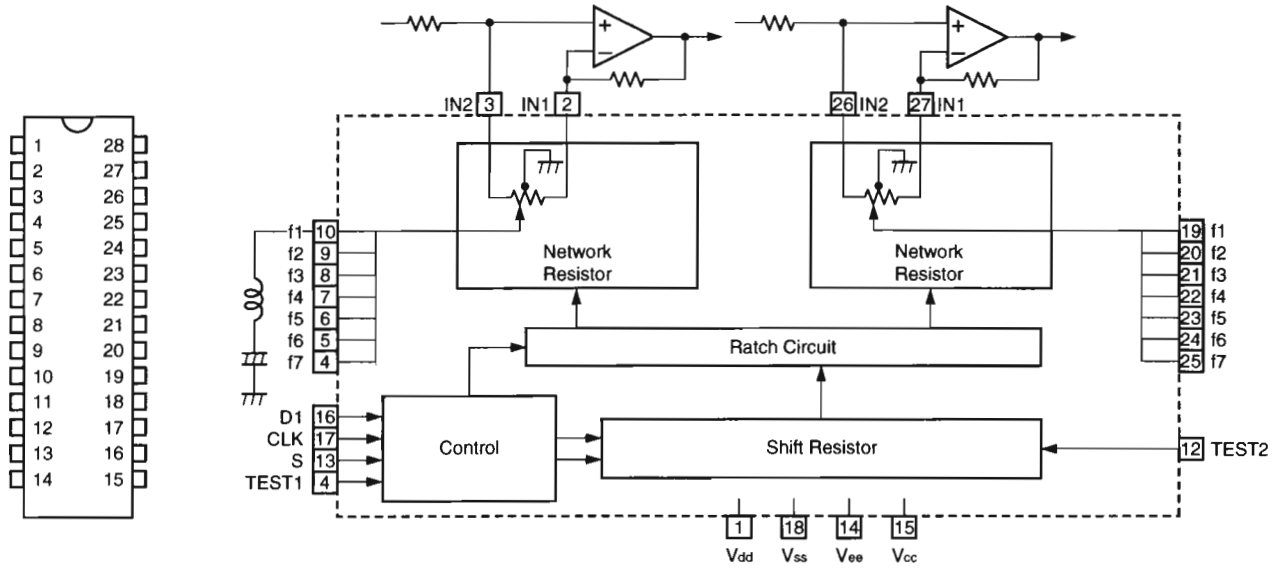 1 28
2 27
3 26
4 25
5 24
6 23
7 22
8 21
9 20
10 19
11 18
12 17
13 16
14 15
+
−
+
−
IN2 3 IN1 2
26 IN2 27 IN1
Network
Resistor
Network
Resistor
f1 10
f2 9
f3 8
f4 7
f5 6
f6 5
f7 4
19 f1
20 f2
21 f3
22 f4
23 f5
24 f6
25 f7
Ratch Circuit
D1 16
CLK 17
S 13
TEST1 4
Control
Shift Resistor
12 TEST2
1 18 14 15
Vdd Vss Vee Vcc